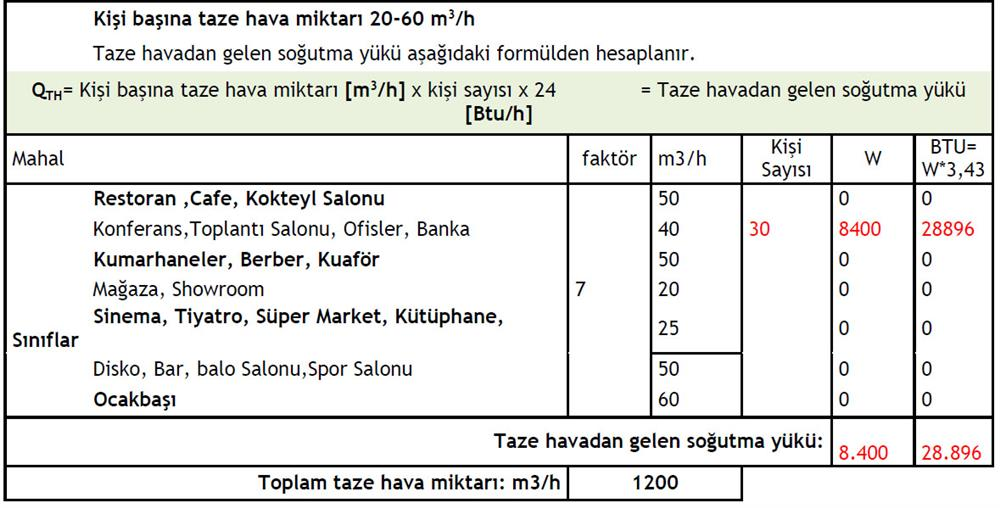 Kişi başına taze hava miktarı 20-60 m³/h
Taze havadan gelen soğutma yükü aşağıdaki formülden hesaplanır.
QTH= Kişi başına taze hava miktarı [m³/h] x kişi sayısı x 24 = Taze havadan gelen soğutma yükü
[Btu/h]
Mahal faktör m3/h Kişi Sayısı W BTU= W*3,43
Restoran ,Cafe, Kokteyl Salonu 50 0 0
Konferans,Toplantı Salonu, Ofisler, Banka 40 30 8400 28896
Kumarhaneler, Berber, Kuaför 50 0 0
Mağaza, Showroom 7 20 0 0
Sinema, Tiyatro, Süper Market, Kütüphane,
Sınıflar 25 0 0
Disko, Bar, balo Salonu,Spor Salonu 50 0 0
Ocakbaşı 60 0 0
Taze havadan gelen soğutma yükü: 8.400 28.896
Toplam taze hava miktarı: m3/h 1200